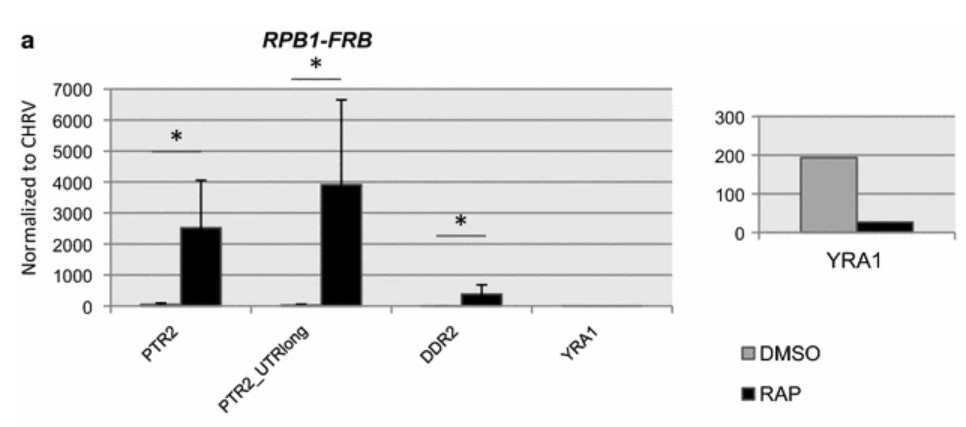 a
RPB1-FRB
*
*
*
Normalized to CHRV
7000
6000
5000
4000
3000
2000
1000
0
PTR2
PTR2_UTRlong
DDR2
YRA1
300
200
100
0
YRA1
DMSO
RAP